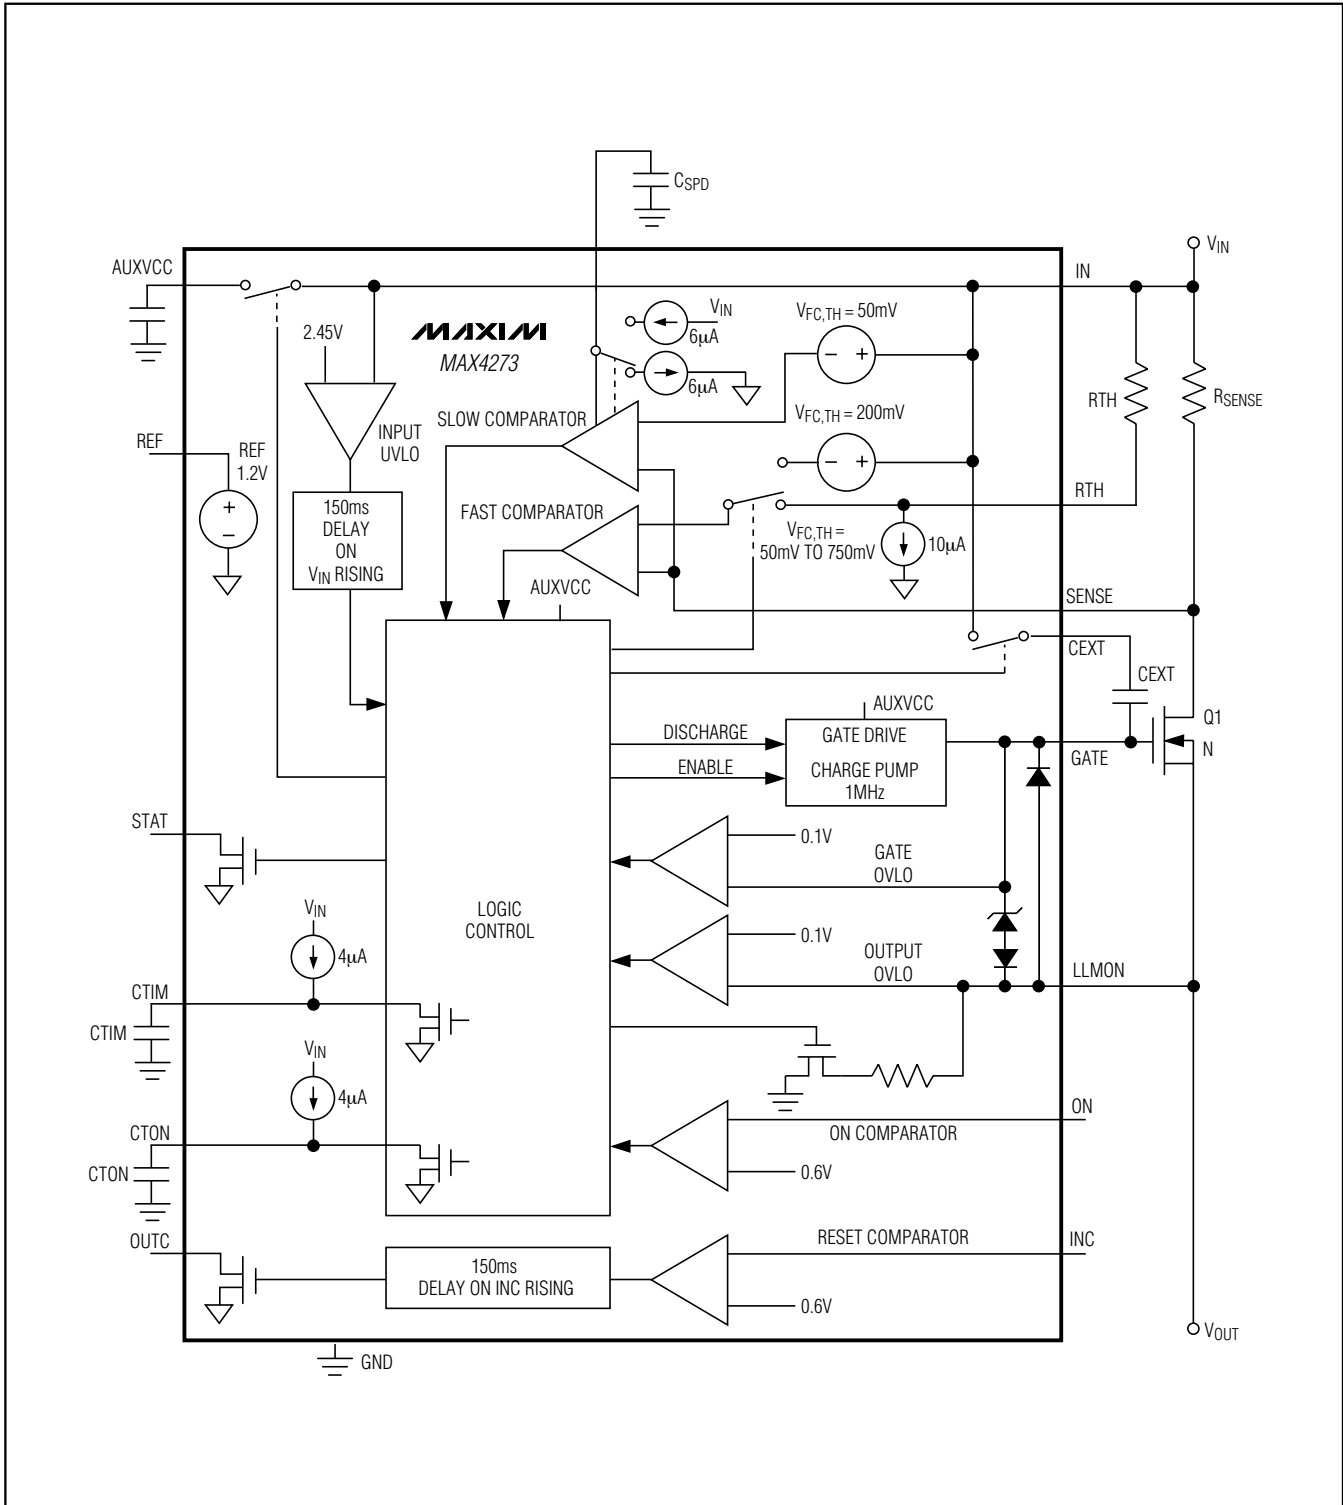 CSPD
VIN
AUXVCC
IN
2.45V
MAXIM
MAX4273
VIN
6µA
6µA
VFC,TH = 50mV
RTH
RSENSE
SLOW COMPARATOR
VFC,TH = 200mV
INPUT
UVLO
REF
REF
1.2V
+
−
− +
− +
RTH
150ms
DELAY
ON
VIN RISING
FAST COMPARATOR
VFC,TH =
50mV TO 750mV
10µA
AUXVCC
SENSE
CEXT
CEXT
AUXVCC
Q1
N
DISCHARGE
GATE DRIVE
CHARGE PUMP
1MHz
ENABLE
GATE
STAT
0.1V
GATE
OVLO
LOGIC
CONTROL
VIN
4µA
0.1V
OUTPUT
OVLO
LLMON
CTIM
CTIM
VIN
4µA
CTON
CTON
ON
ON COMPARATOR
0.6V
OUTC
150ms
DELAY ON INC RISING
RESET COMPARATOR
INC
0.6V
VOUT
GND